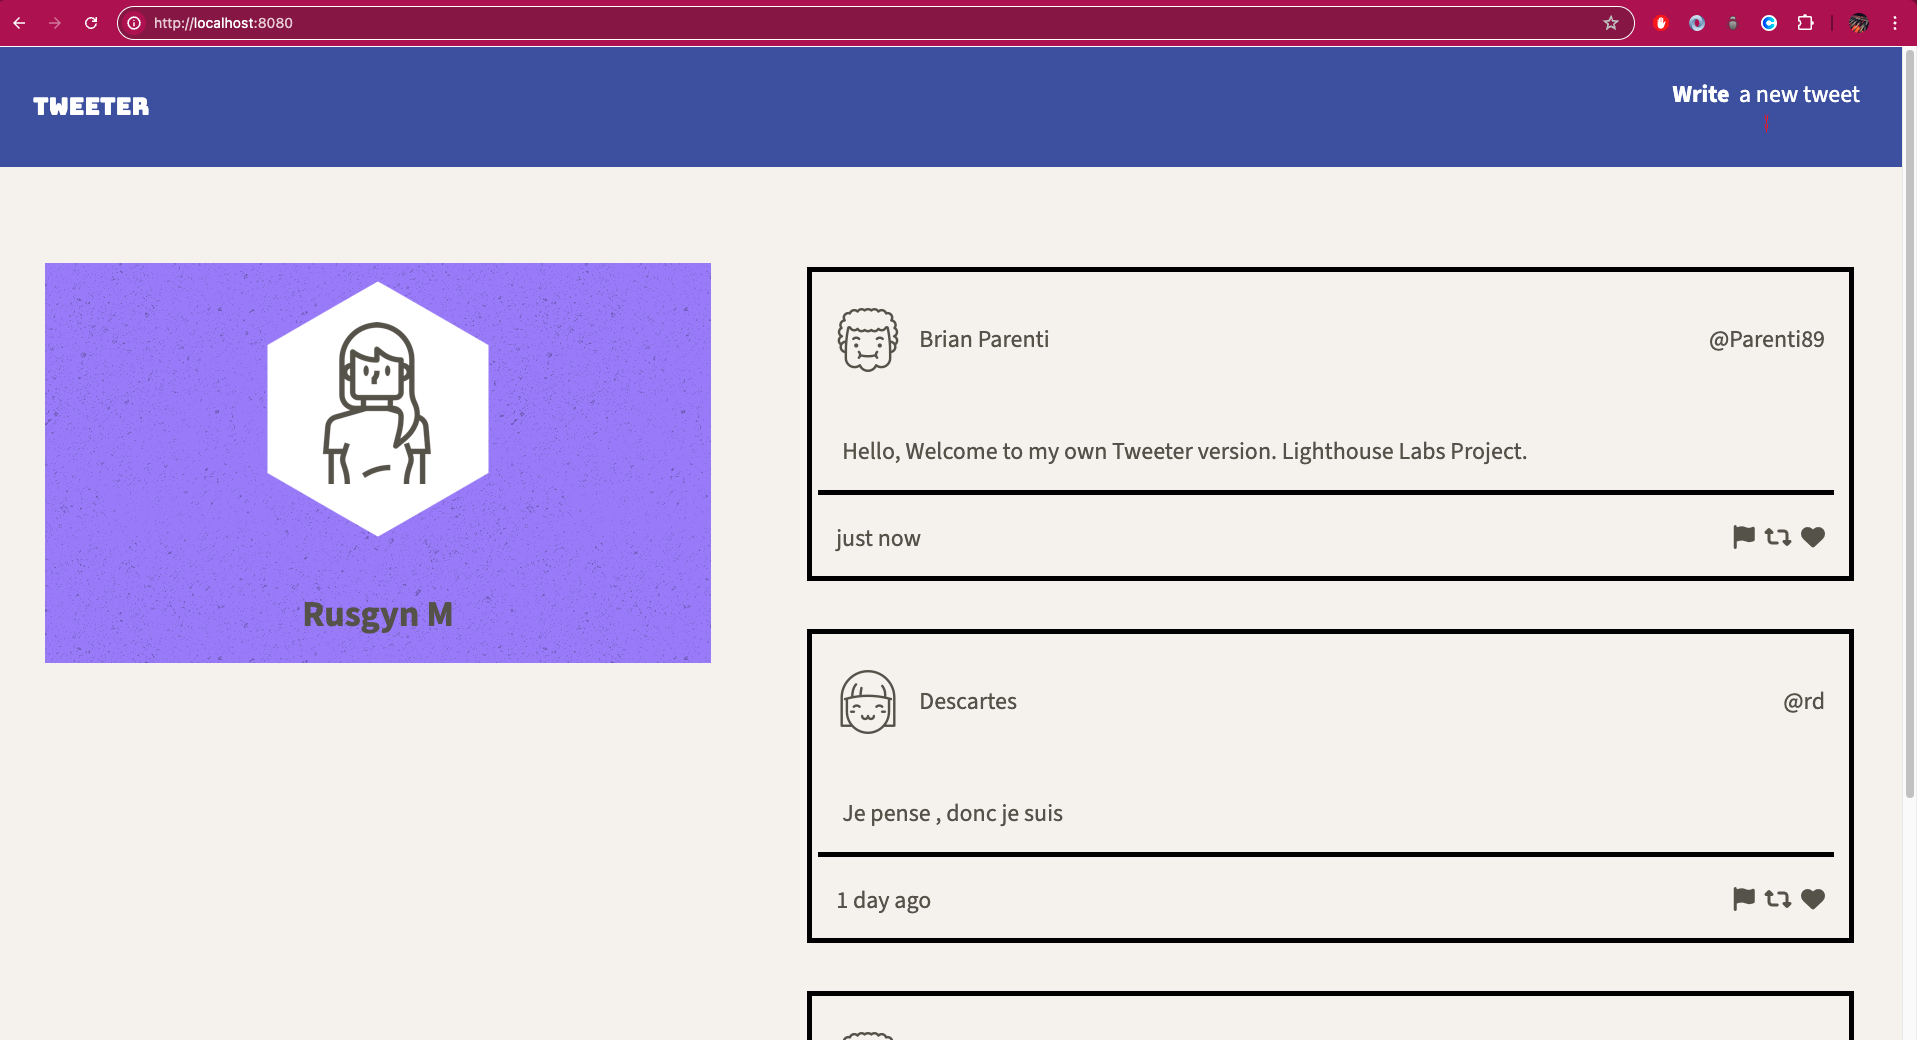 http://localhost:8080
TWEETER
Write a new tweet
Rusgyn M
Brian Parenti
@Parenti89
Hello, Welcome to my own Tweeter version. Lighthouse Labs Project.
just now
Descartes
@rd
Je pense , donc je suis
1 day ago